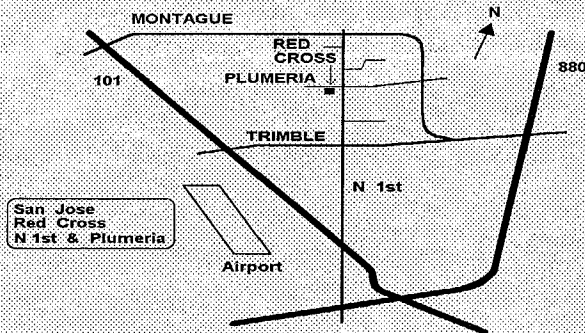 MONTAGUE
N
RED
CROSS
880
101
PLUMERIA
TRIMBLE
N 1st
San Jose
Red Cross
N 1st & Plumeria
Airport